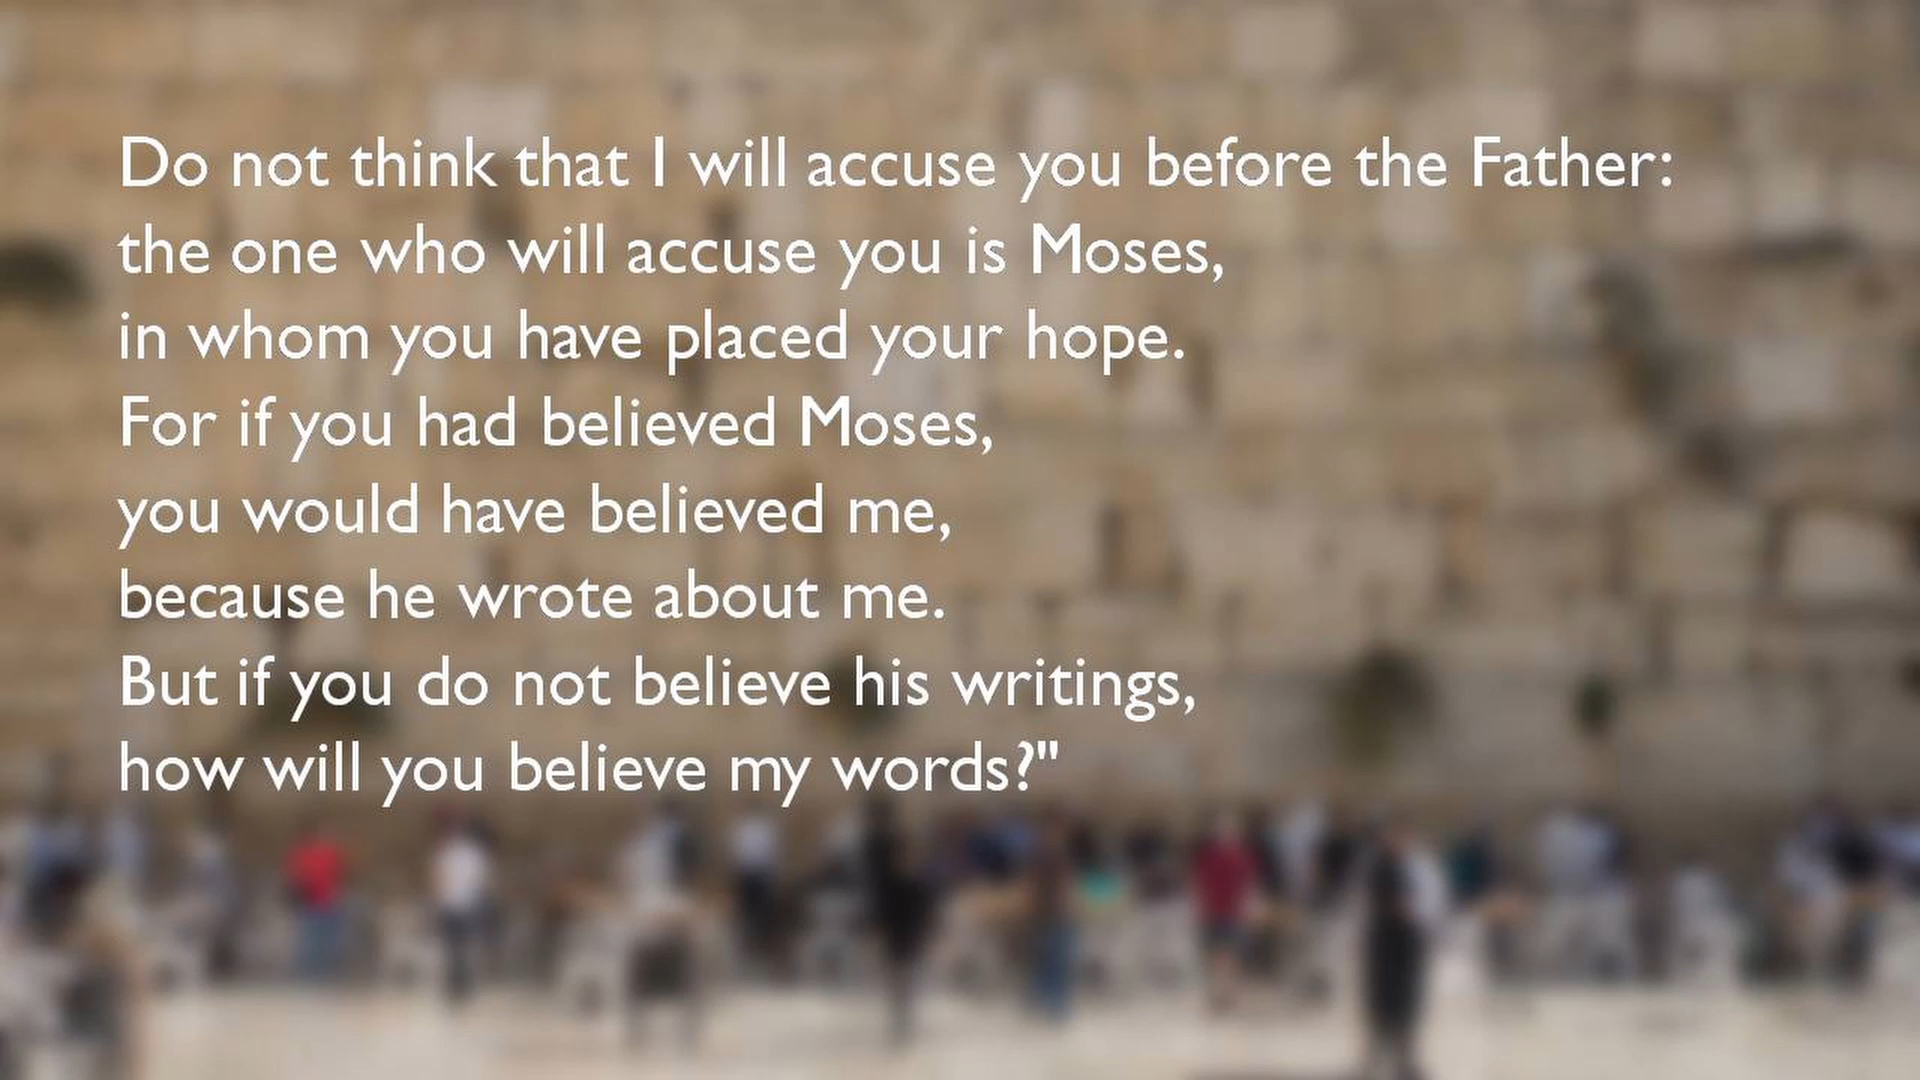 Do not think that I will accuse you before the Father:
the one who will accuse you is Moses,
in whom you have placed your hope.
For if you had believed Moses,
you would have believed me,
because he wrote about me.
But if you do not believe his writings,
how will you believe my words?"